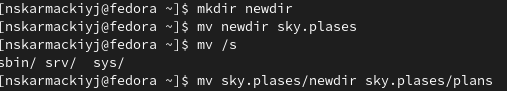 [nskarmackiyj@fedora ~]$ mkdir newdir
[nskarmackiyj@fedora ~]$ mv newdir sky.plases
[nskarmackiyj@fedora ~]$ mv /s
sbin/ srv/  sys/
[nskarmackiyj@fedora ~]$ mv sky.plases/newdir sky.plases/plans